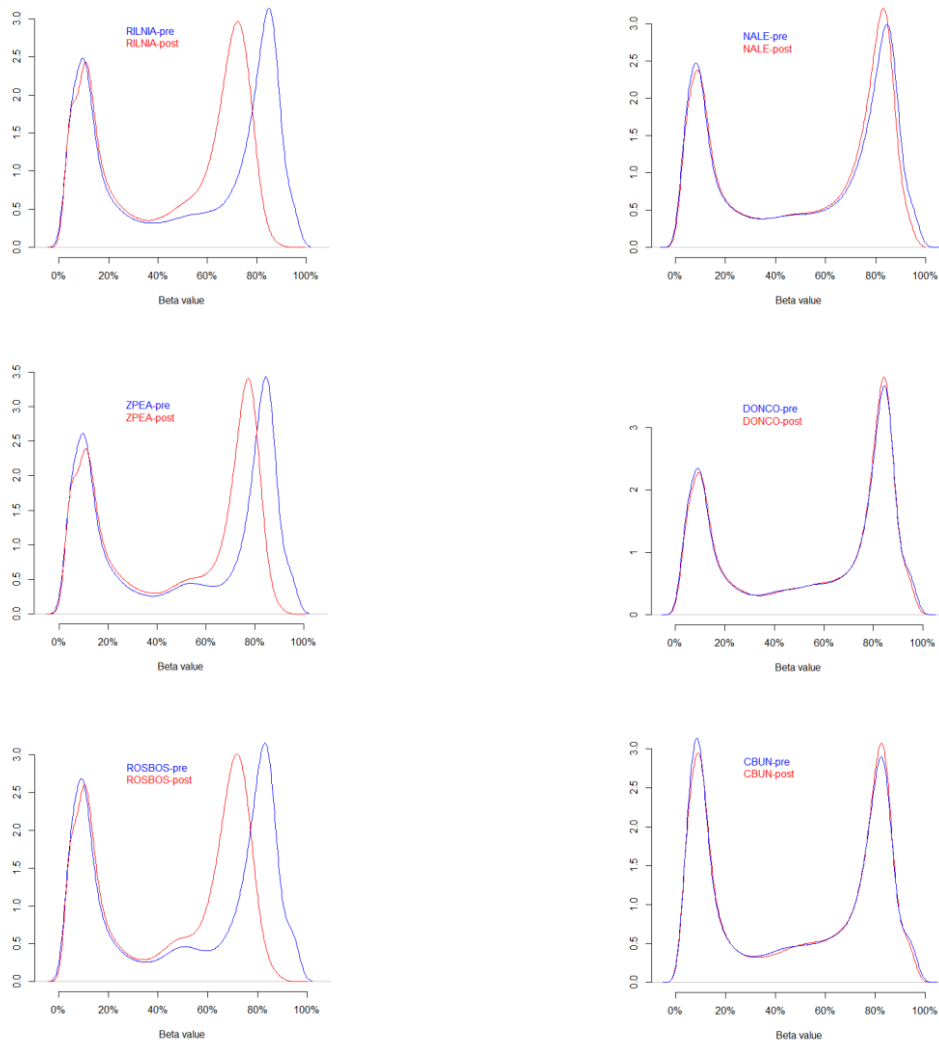 RILNIA-pre
RILNIA-post
0.0 0.5 1.0 1.5 2.0 2.5 3.0
0% 20% 40% 60% 80% 100%
Beta value
NALE-pre
NALE-post
0.0 0.5 1.0 1.5 2.0 2.5 3.0
0% 20% 40% 60% 80% 100%
Beta value
ZPEA-pre
ZPEA-post
0.0 0.5 1.0 1.5 2.0 2.5 3.0 3.5
0% 20% 40% 60% 80% 100%
Beta value
DONCO-pre
DONCO-post
0 1 2 3
0% 20% 40% 60% 80% 100%
Beta value
ROSBOS-pre
ROSBOS-post
0.0 0.5 1.0 1.5 2.0 2.5 3.0
0% 20% 40% 60% 80% 100%
Beta value
CBUN-pre
CBUN-post
0.0 0.5 1.0 1.5 2.0 2.5 3.0
0% 20% 40% 60% 80% 100%
Beta value